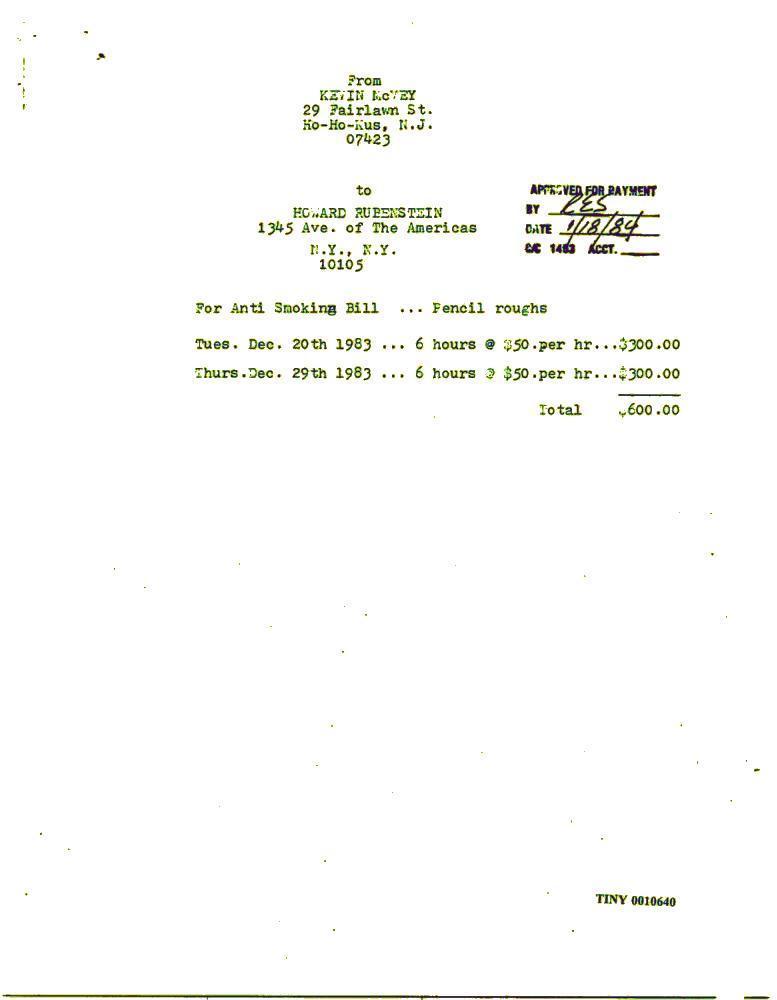 From
KEVIN McVEY
29 Fairlawn St.
Ho-Ho-Kus, N.J.
07423
to
HOWARD RUBENSTEIN
1345 Ave. of The Americas
N.Y., N.Y.
10105
APPROVED FOR PAYMENT
BY RES
DATE 1/18/84
C/C 1453 ACCT.
For Anti Smoking Bill ... Pencil roughs
Tues. Dec. 20th 1983 ... 6 hours @ $50.per hr...$300.00
Thurs.Dec. 29th 1983 ... 6 hours @ $50.per hr...$300.00
Total $600.00
TINY 0010640